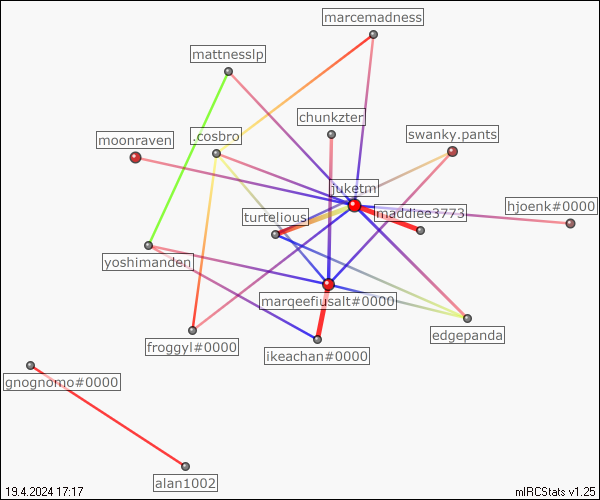 marcemadness
mattnesslp
chunkzter
swanky.pants
.cosbro
moonraven
juketm
hjoenk#0000
maddiee3773
turtelious
yoshimanden
marqeefiusalt#0000
edgepanda
froggyl#0000
ikeachan#0000
gnognomo#0000
alan1002
19.4.2024 17:17
mIRCStats v1.25